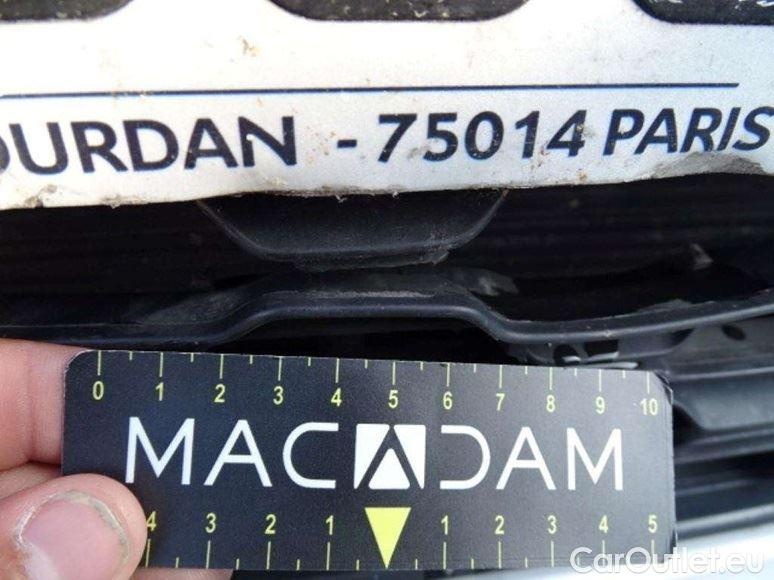 OURDAN - 75014 PARIS
0 1 2 3 4 5 6 7 8 9 10
MACADAM
4 3 2 1 1 2 3 4 5
CarOutlet.eu